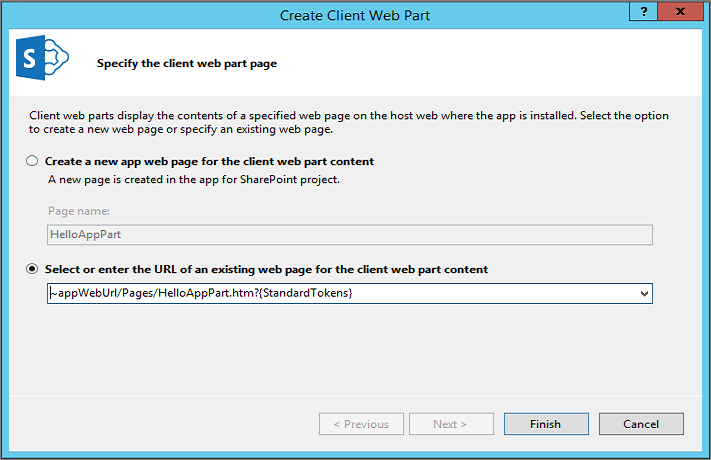 Create Client Web Part
?
x
S
Specify the client web part page
Client web parts display the contents of a specified web page on the host web where the app is installed. Select the option
to create a new web page or specify an existing web page.
Create a new app web page for the client web part content
A new page is created in the app for SharePoint project.
Page name:
HelloAppPart
Select or enter the URL of an existing web page for the client web part content
~appWebUrl/Pages/HelloAppPart.htm?{StandardTokens}
< Previous
Next >
Finish
Cancel